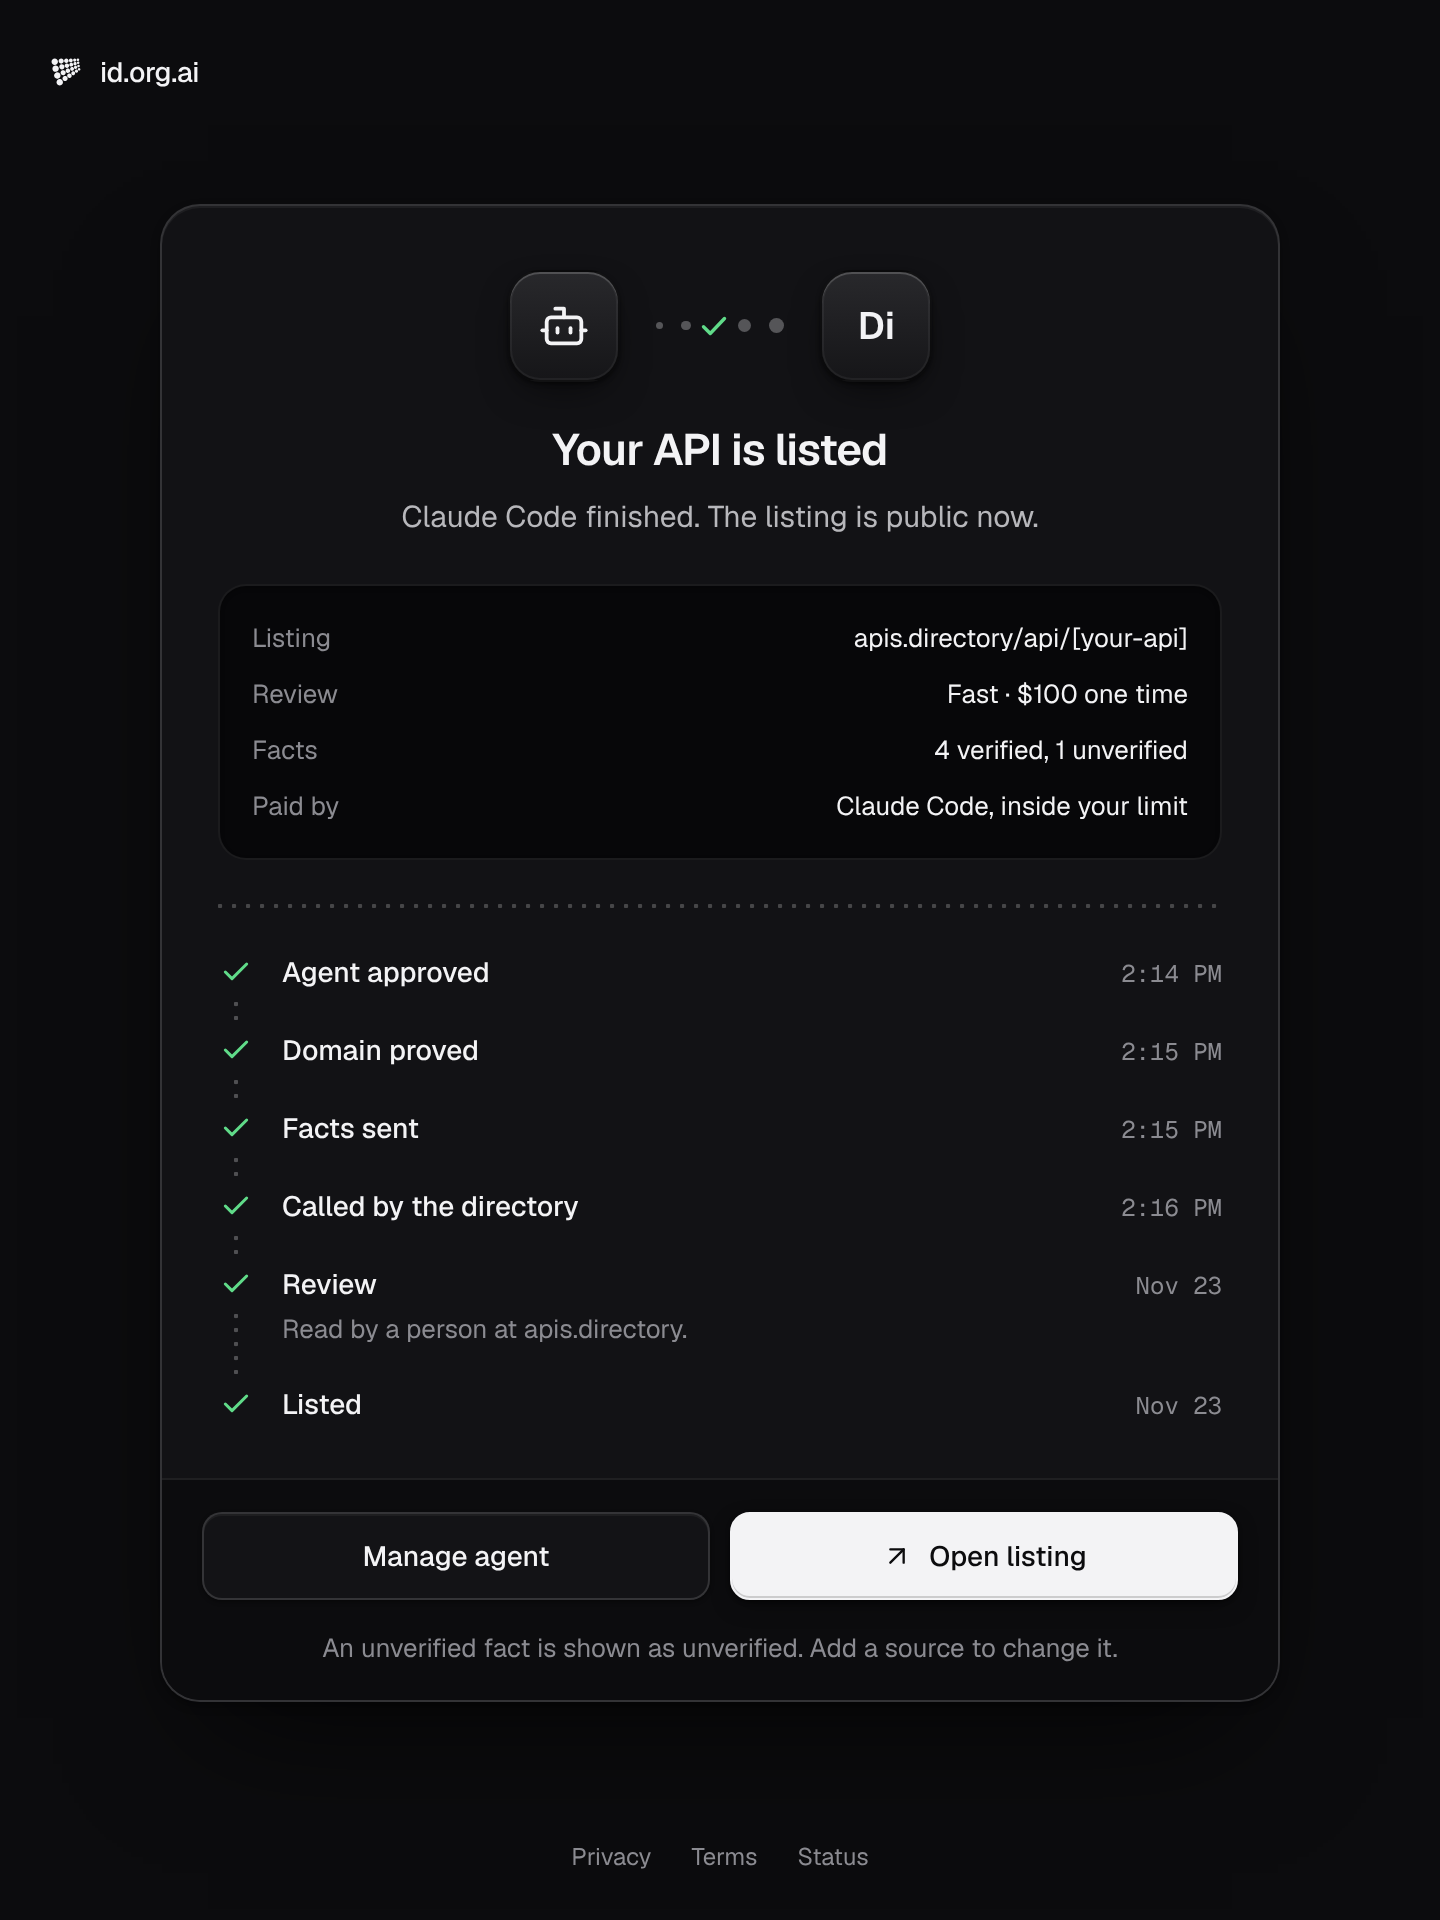 id.org.ai
Di
Your API is listed
Claude Code finished. The listing is public now.
Listing apis.directory/api/[your-api]
Review Fast · $100 one time
Facts 4 verified, 1 unverified
Paid by Claude Code, inside your limit
Agent approved 2:14 PM
Domain proved 2:15 PM
Facts sent 2:15 PM
Called by the directory 2:16 PM
Review Nov 23
Read by a person at apis.directory.
Listed Nov 23
Manage agent Open listing
An unverified fact is shown as unverified. Add a source to change it.
Privacy Terms Status